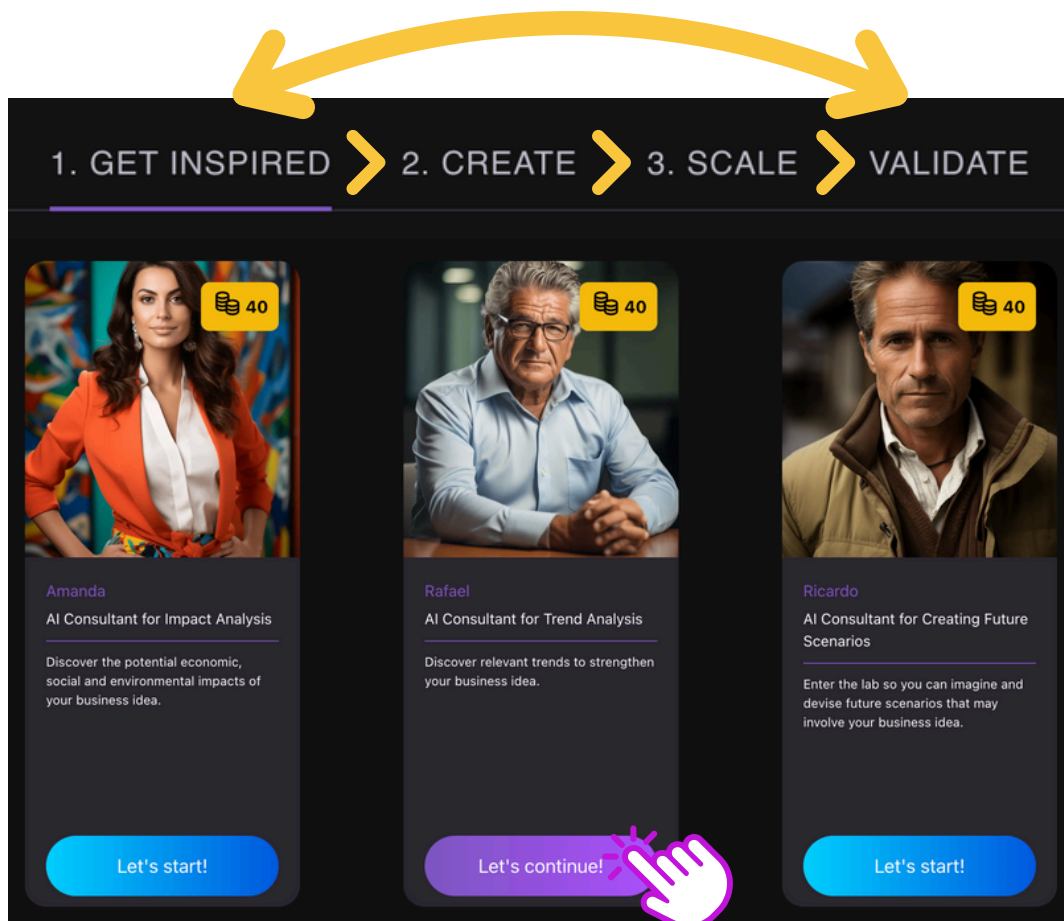 1. GET INSPIRED 2. CREATE 3. SCALE VALIDATE
40
40
40
Amanda
AI Consultant for Impact Analysis
Discover the potential economic,
social and environmental impacts of
your business idea.
Let's start!
Rafael
AI Consultant for Trend Analysis
Discover relevant trends to strengthen
your business idea.
Let's continue!
Ricardo
AI Consultant for Creating Future
Scenarios
Enter the lab so you can imagine and
devise future scenarios that may
involve your business idea.
Let's start!